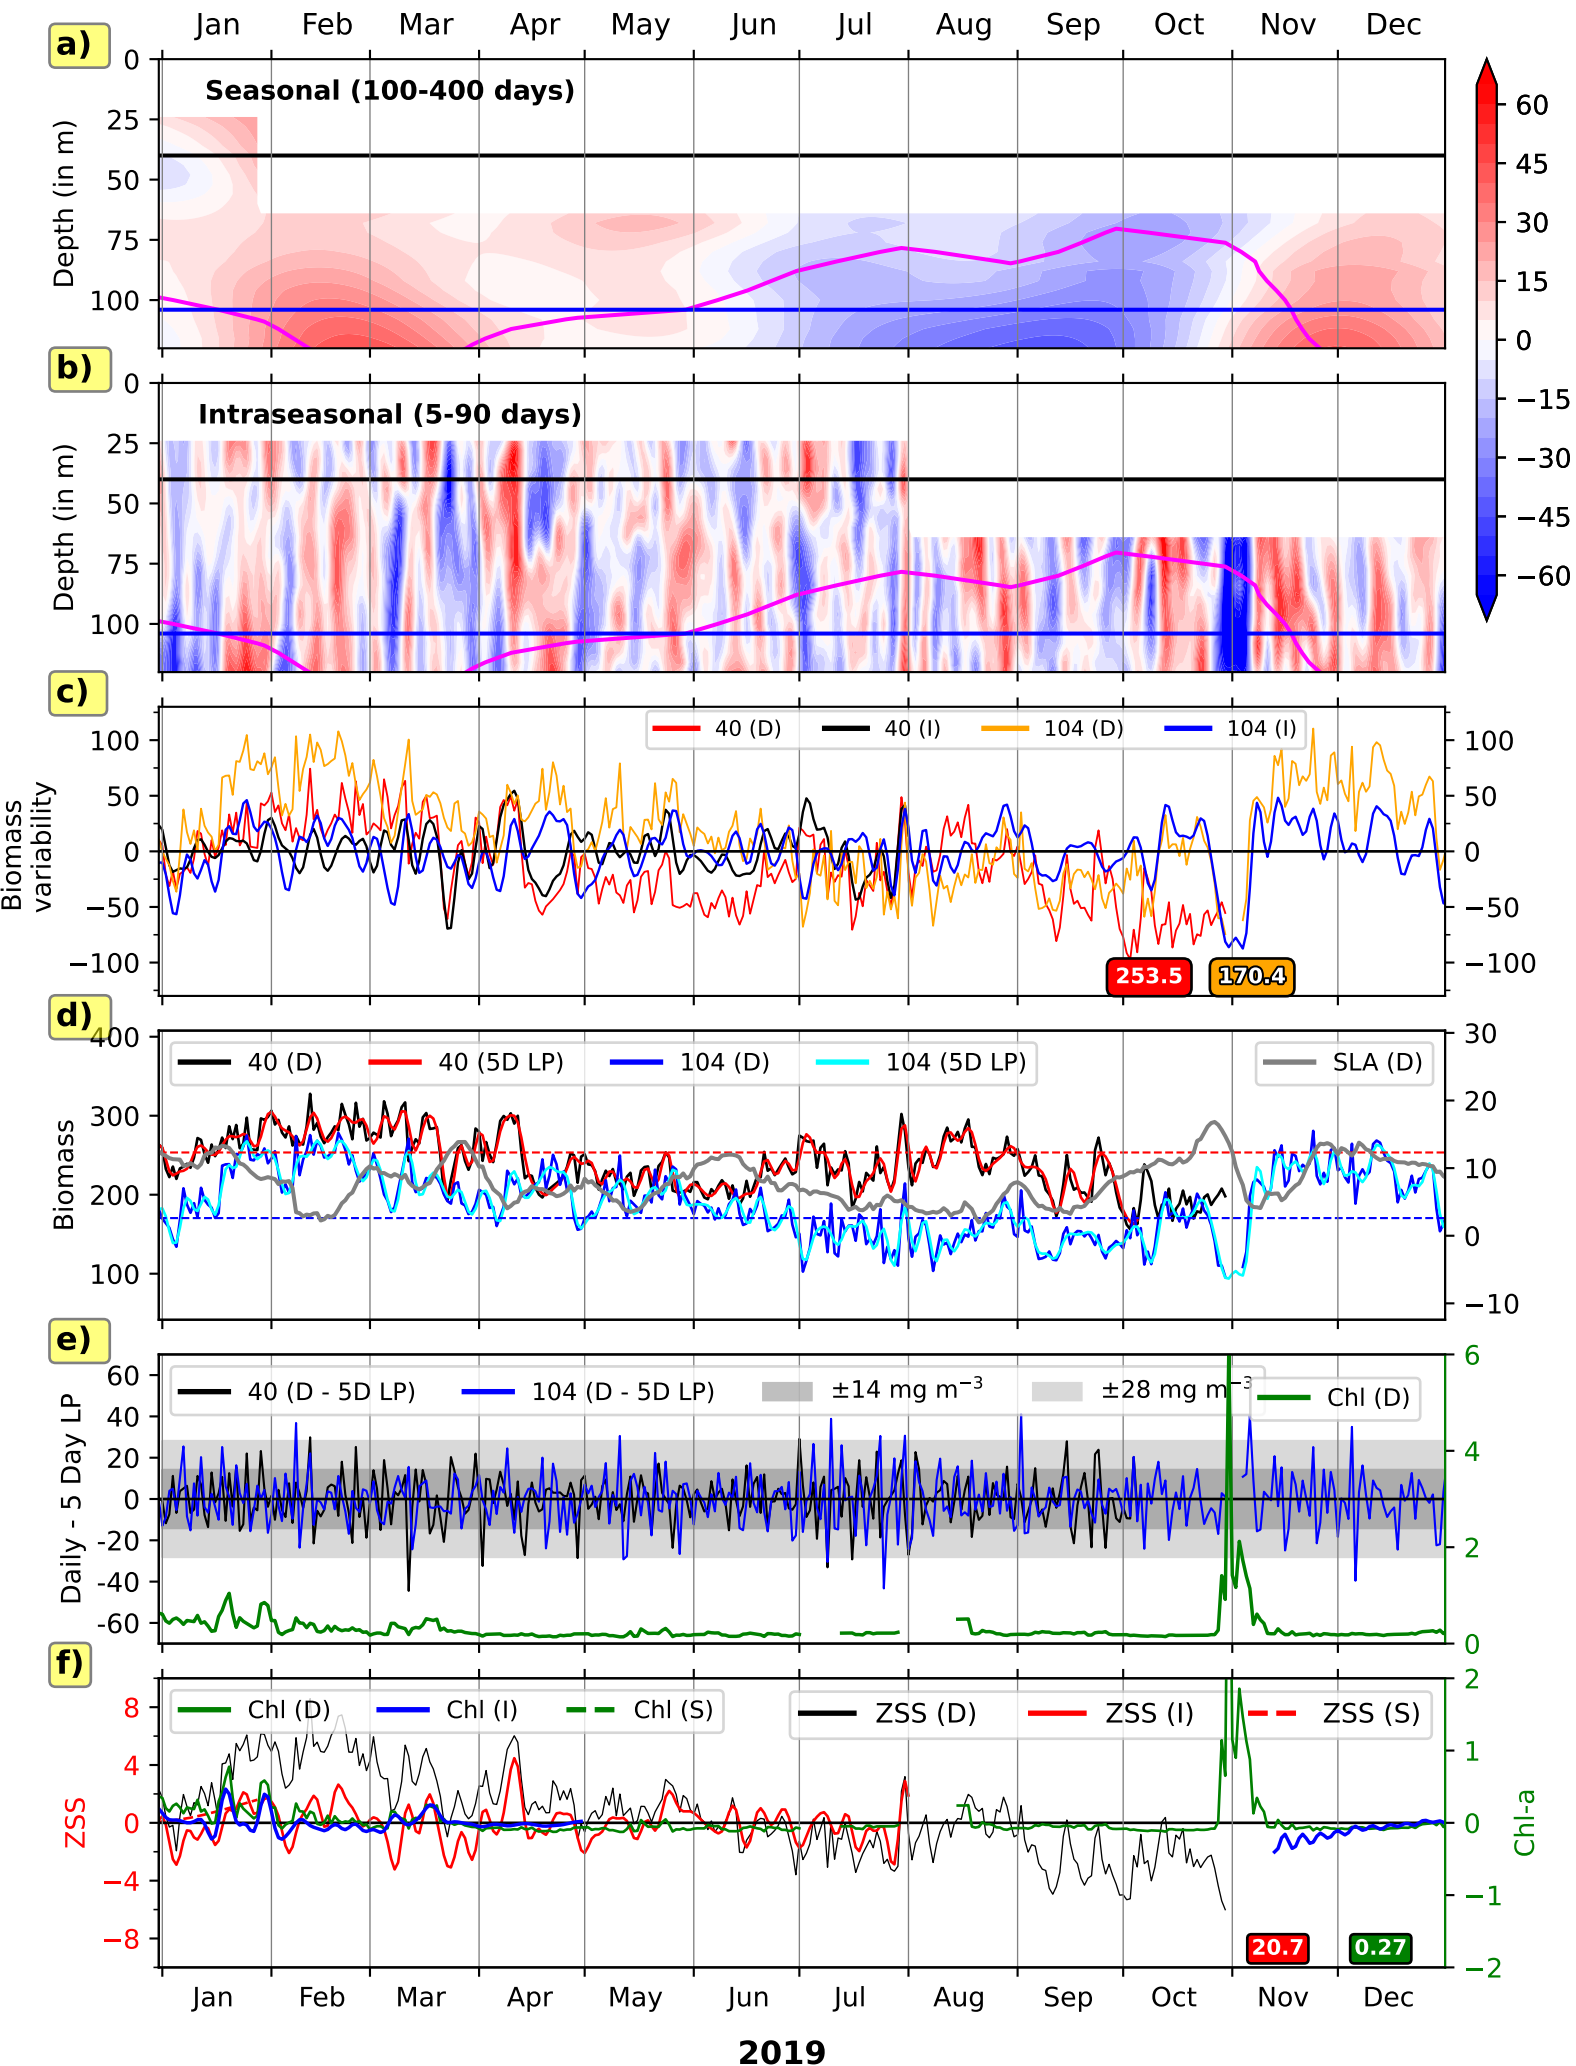 Jan Feb Mar Apr May Jun Jul Aug Sep Oct Nov Dec
a)
Seasonal (100-400 days)
Depth (in m)
0
25
50
75
100
60
45
30
15
0
−15
−30
−45
−60
b)
Intraseasonal (5-90 days)
Depth (in m)
0
25
50
75
100
c)
40 (D) 40 (I) 104 (D) 104 (I)
Biomass
variability
100
50
0
−50
−100
100
50
0
−50
−100
253.5 170.4
d)
40 (D) 40 (5D LP) 104 (D) 104 (5D LP) SLA (D)
Biomass
400
300
200
100
30
20
10
0
−10
e)
40 (D - 5D LP) 104 (D - 5D LP) ±14 mg m−3 ±28 mg m−3 Chl (D)
Daily - 5 Day LP
60
40
20
0
-20
-40
-60
6
4
2
0
f)
Chl (D) Chl (I) Chl (S) ZSS (D) ZSS (I) ZSS (S)
ZSS
8
4
0
−4
−8
2
1
0
−1
−2
Chl-a
20.7 0.27
Jan Feb Mar Apr May Jun Jul Aug Sep Oct Nov Dec
2019